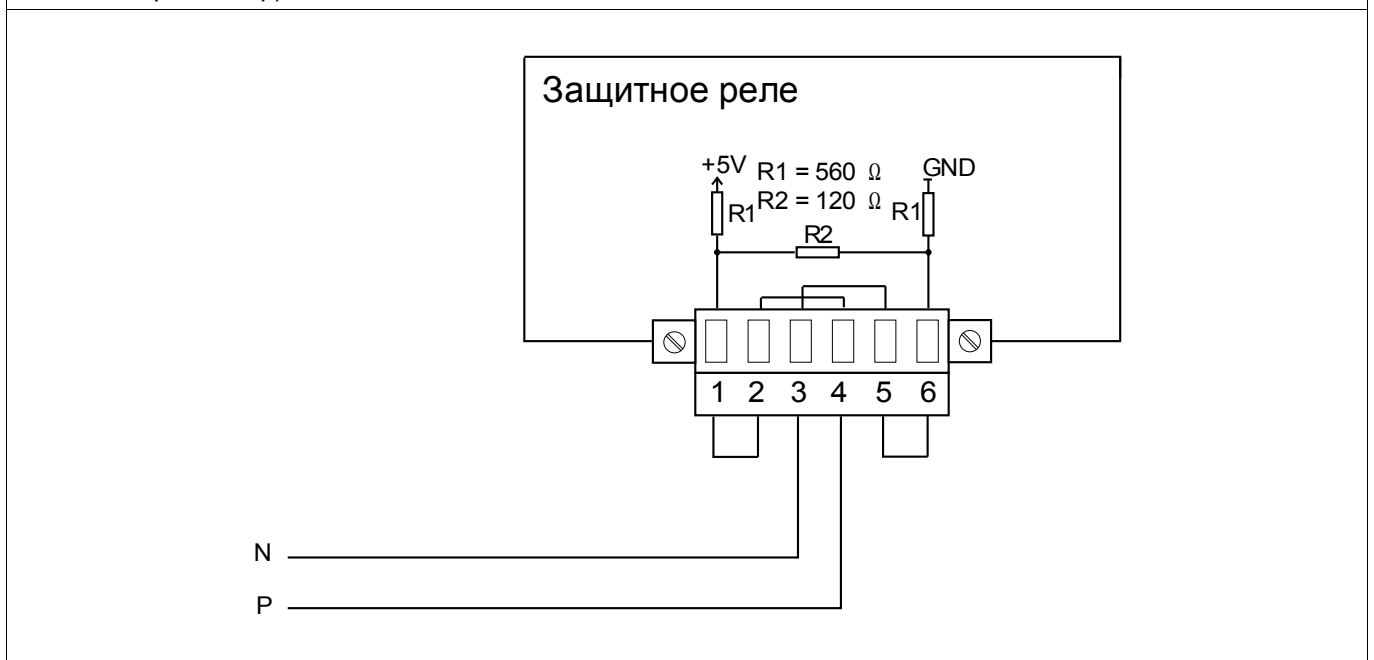 Защитное реле
+5V R1 = 560 Ω GND
R1 R2 = 120 Ω R1
R2
1 2 3 4 5 6
N
P